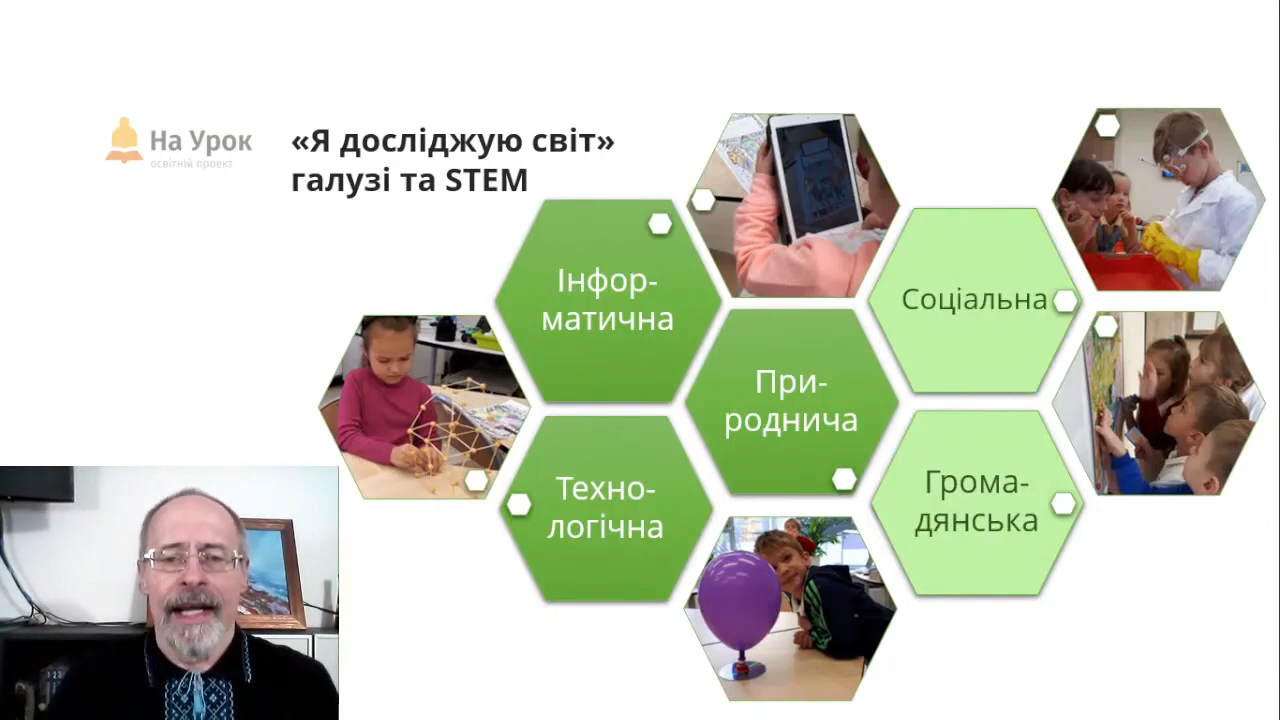 На Урок
освітній проект
«Я досліджую світ»
галузі та STEM
Інфор-
матична
Соціальна
При-
роднича
Техно-
логічна
Грома-
дянська